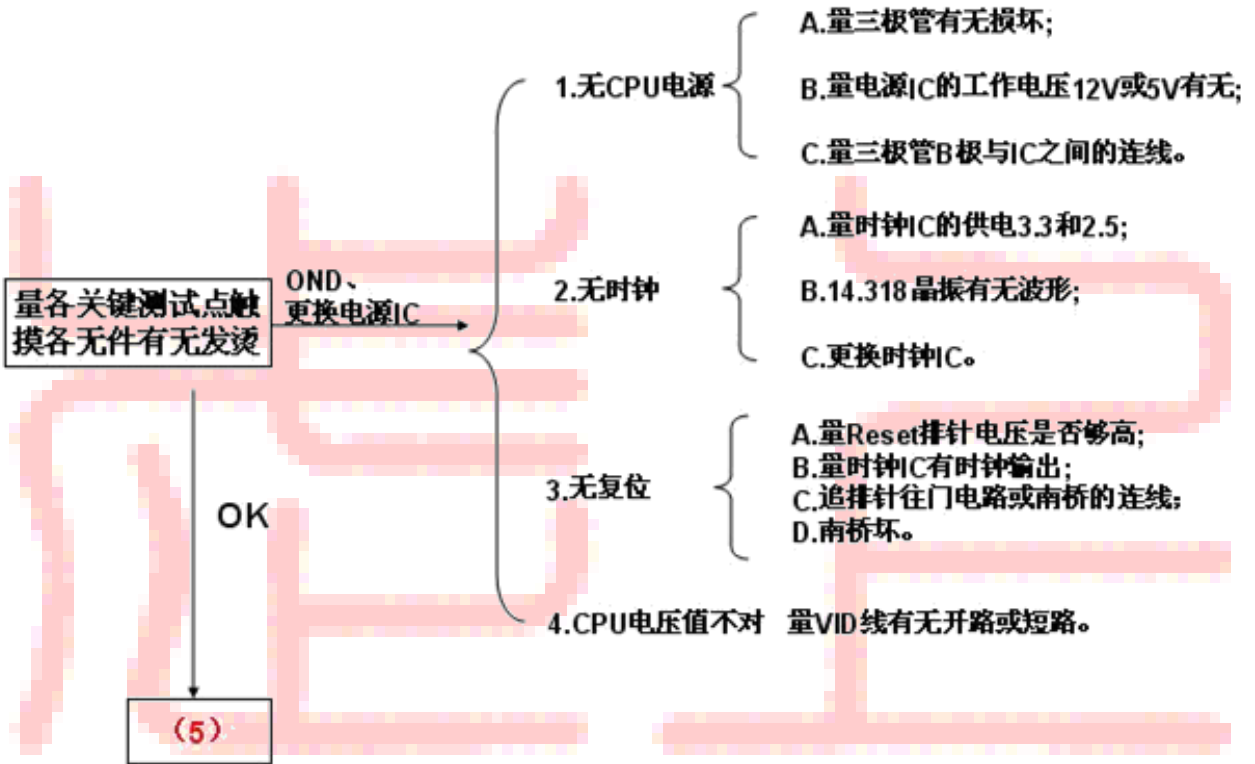 A.量三极管有无损坏;
1.无CPU电源
B.量电源IC的工作电压12V或5V有无;
C.量三极管B极与IC之间的连线。
量各关键测试点触
摸各无件有无发烫
OND、
更换电源IC
2.无时钟
A.量时钟IC的供电3.3和2.5;
B.14.318晶振有无波形;
C.更换时钟IC。
3.无复位
A.量Reset排针电压是否够高;
B.量时钟IC有时钟输出;
C.追排针往门电路或南桥的连线;
D.南桥坏。
4.CPU电压值不对 量VID线有无开路或短路。
OK
（5）